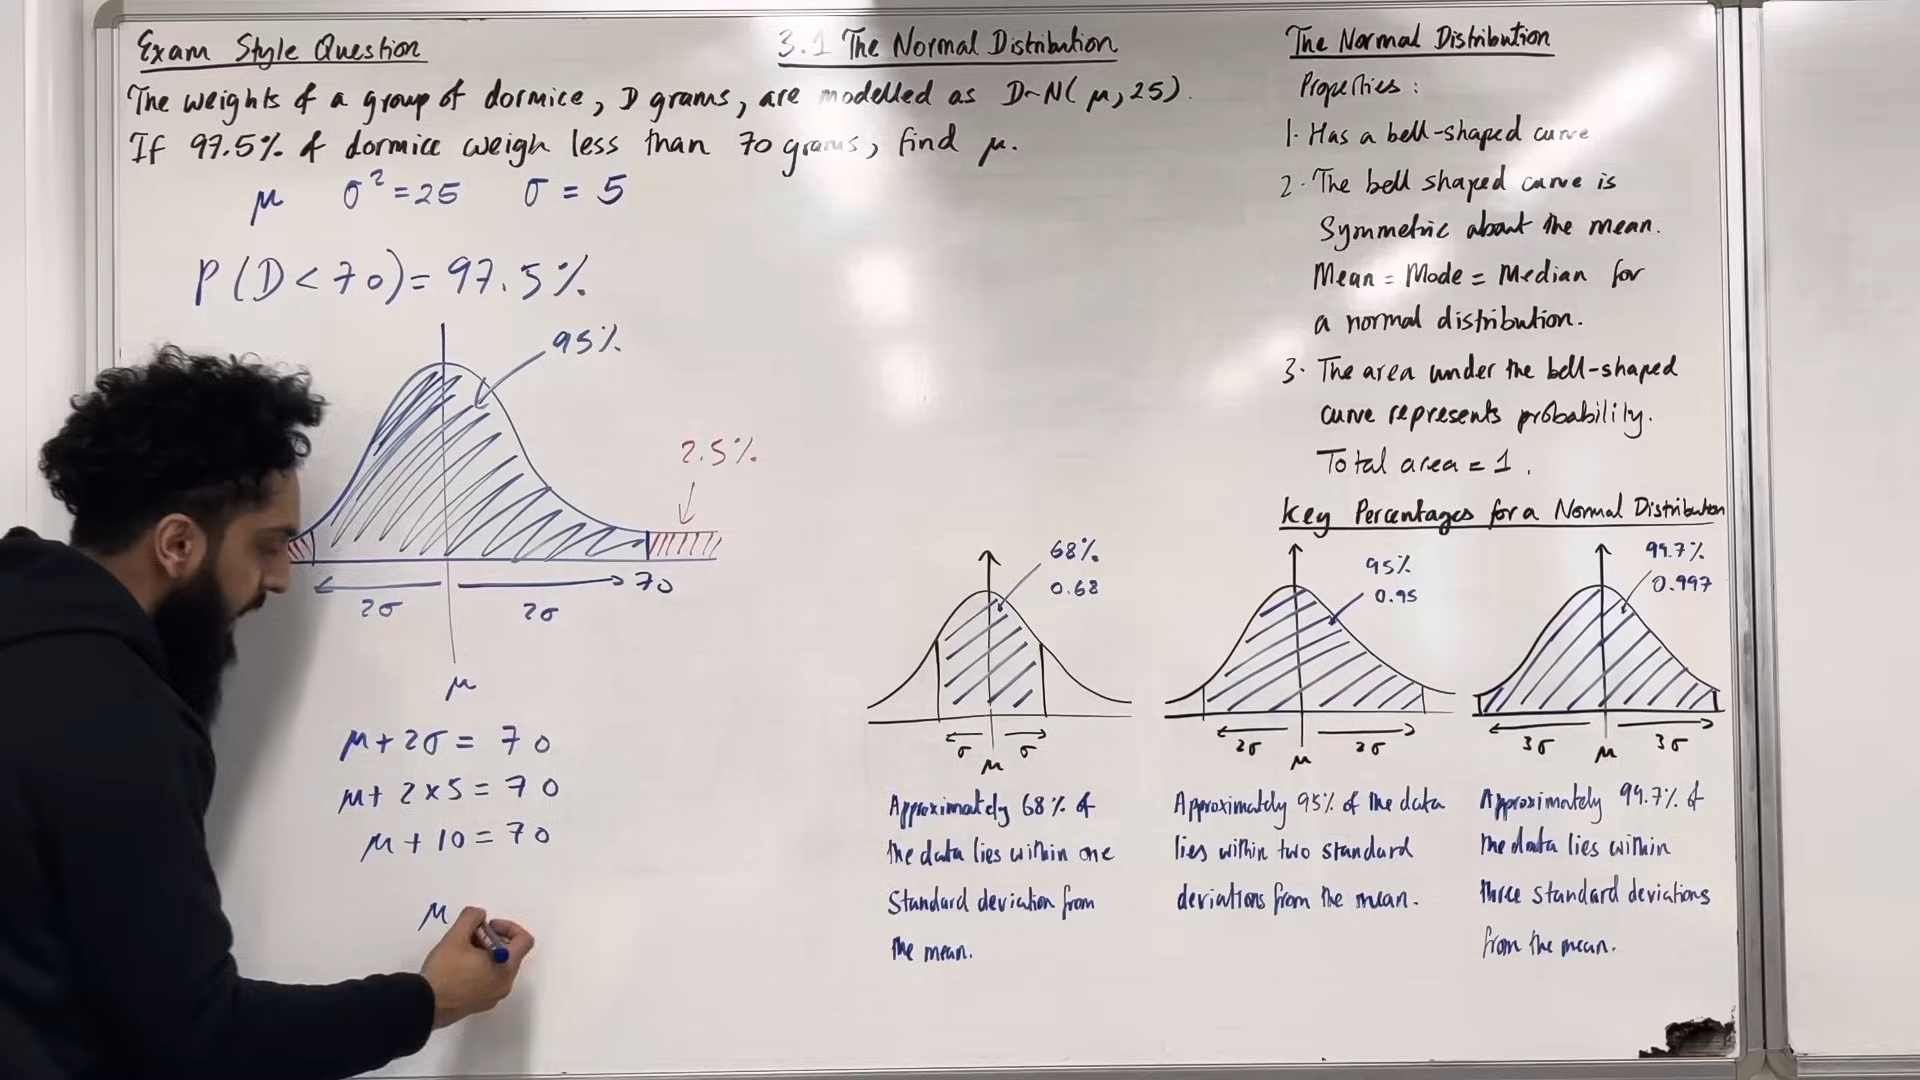 Exam Style Question
The weights of a group of dormice, D grams, are modelled as D~N(μ, 25).
If 97.5% of dormice weigh less than 70 grams, find μ.
μ σ² = 25 σ = 5
P(D < 70) = 97.5%
95%
2.5%
70
2σ 2σ
μ
μ + 2σ = 70
μ + 2×5 = 70
μ + 10 = 70
μ
3.1 The Normal Distribution
The Normal Distribution
Properties:
1. Has a bell-shaped curve
2. The bell shaped curve is
Symmetric about the mean.
Mean = Mode = Median for
a normal distribution.
3. The area under the bell-shaped
curve represents probability.
Total area = 1.
Key Percentages for a Normal Distribution
68%
0.68
σ σ
μ
Approximately 68% of
the data lies within one
Standard deviation from
the mean.
95%
0.95
2σ 2σ
μ
Approximately 95% of the data
lies within two standard
deviations from the mean.
99.7%
0.997
3σ 3σ
μ
Approximately 99.7% of
the data lies within
three standard deviations
from the mean.